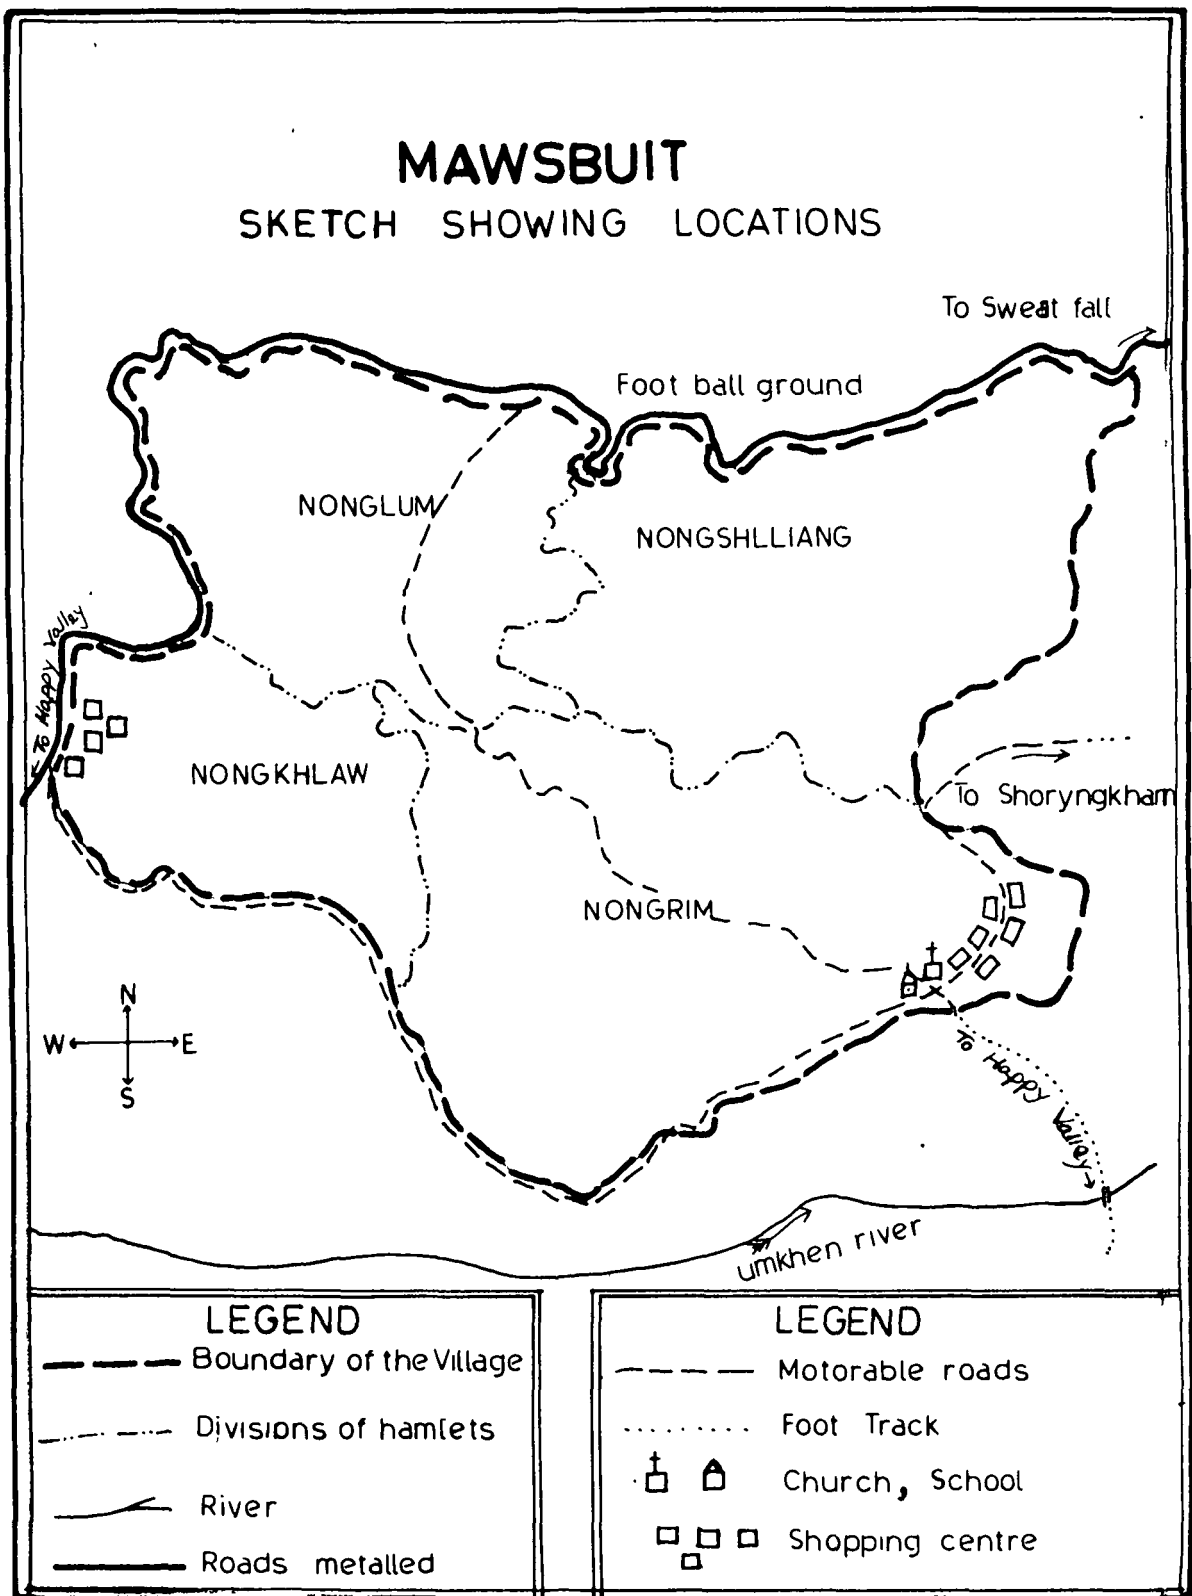 MAWSBUIT
SKETCH SHOWING LOCATIONS
To Sweat fall
Foot ball ground
NONGLUM
NONGSHLLIANG
To Happy Valley
NONGKHLAW
To Shoryngkham
NONGRIM
N
W E
S
To Happy Valley
umkhen river
LEGEND
Boundary of the Village
Divisions of hamlets
River
Roads metalled
LEGEND
Motorable roads
Foot Track
Church, School
Shopping centre